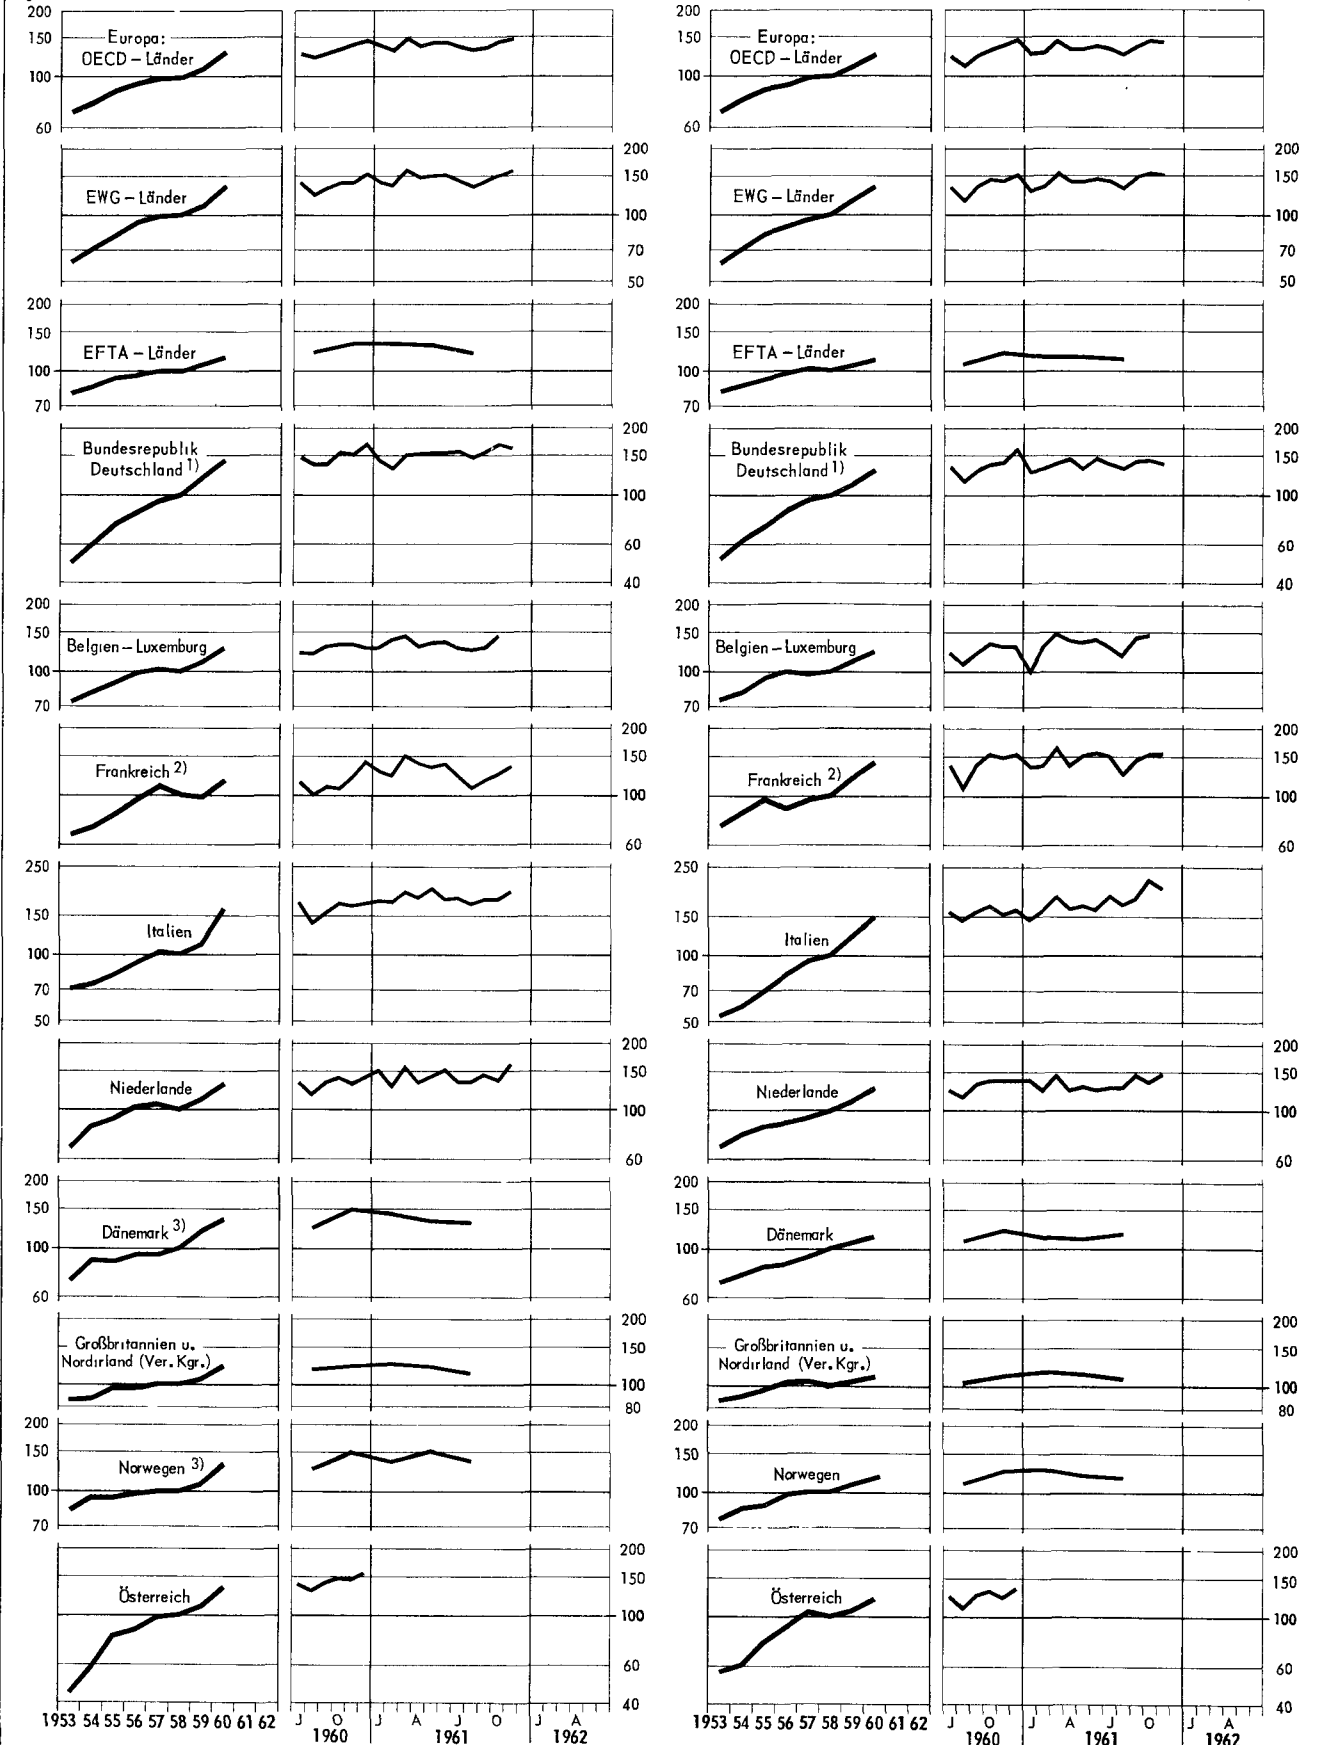 200 200
150 Europa: 150 Europa:
OECD – Länder OECD – Länder
100 100
60 60
200 200
150 150
EWG – Länder EWG – Länder
100 100
70 70
50 50
200 200
150 150
EFTA – Länder EFTA – Länder
100 100
70 70
200 200
Bundesrepublik 150 Bundesrepublik 150
Deutschland 1) Deutschland 1)
100 100
60 60
40 40
200 200
150 150
Belgien – Luxemburg Belgien – Luxemburg
100 100
70 70
200 200
150 150
Frankreich 2) Frankreich 2)
100 100
60 60
250 250
150 150
Italien Italien
100 100
70 70
50 50
200 200
150 150
Niederlande Niederlande
100 100
60 60
200 200
150 150
Dänemark 3) Dänemark
100 100
60 60
200 200
Großbritannien u. 150 Großbritannien u. 150
Nordirland (Ver. Kgr.) Nordirland (Ver. Kgr.)
100 100
80 80
200 200
150 150
Norwegen 3) Norwegen
100 100
70 70
200 200
150 150
Österreich Österreich
100 100
60 60
40 40
1953 54 55 56 57 58 59 60 61 62 J O J A J O J A 1953 54 55 56 57 58 59 60 61 62 J O J A J O J A
1960 1961 1962 1960 1961 1962